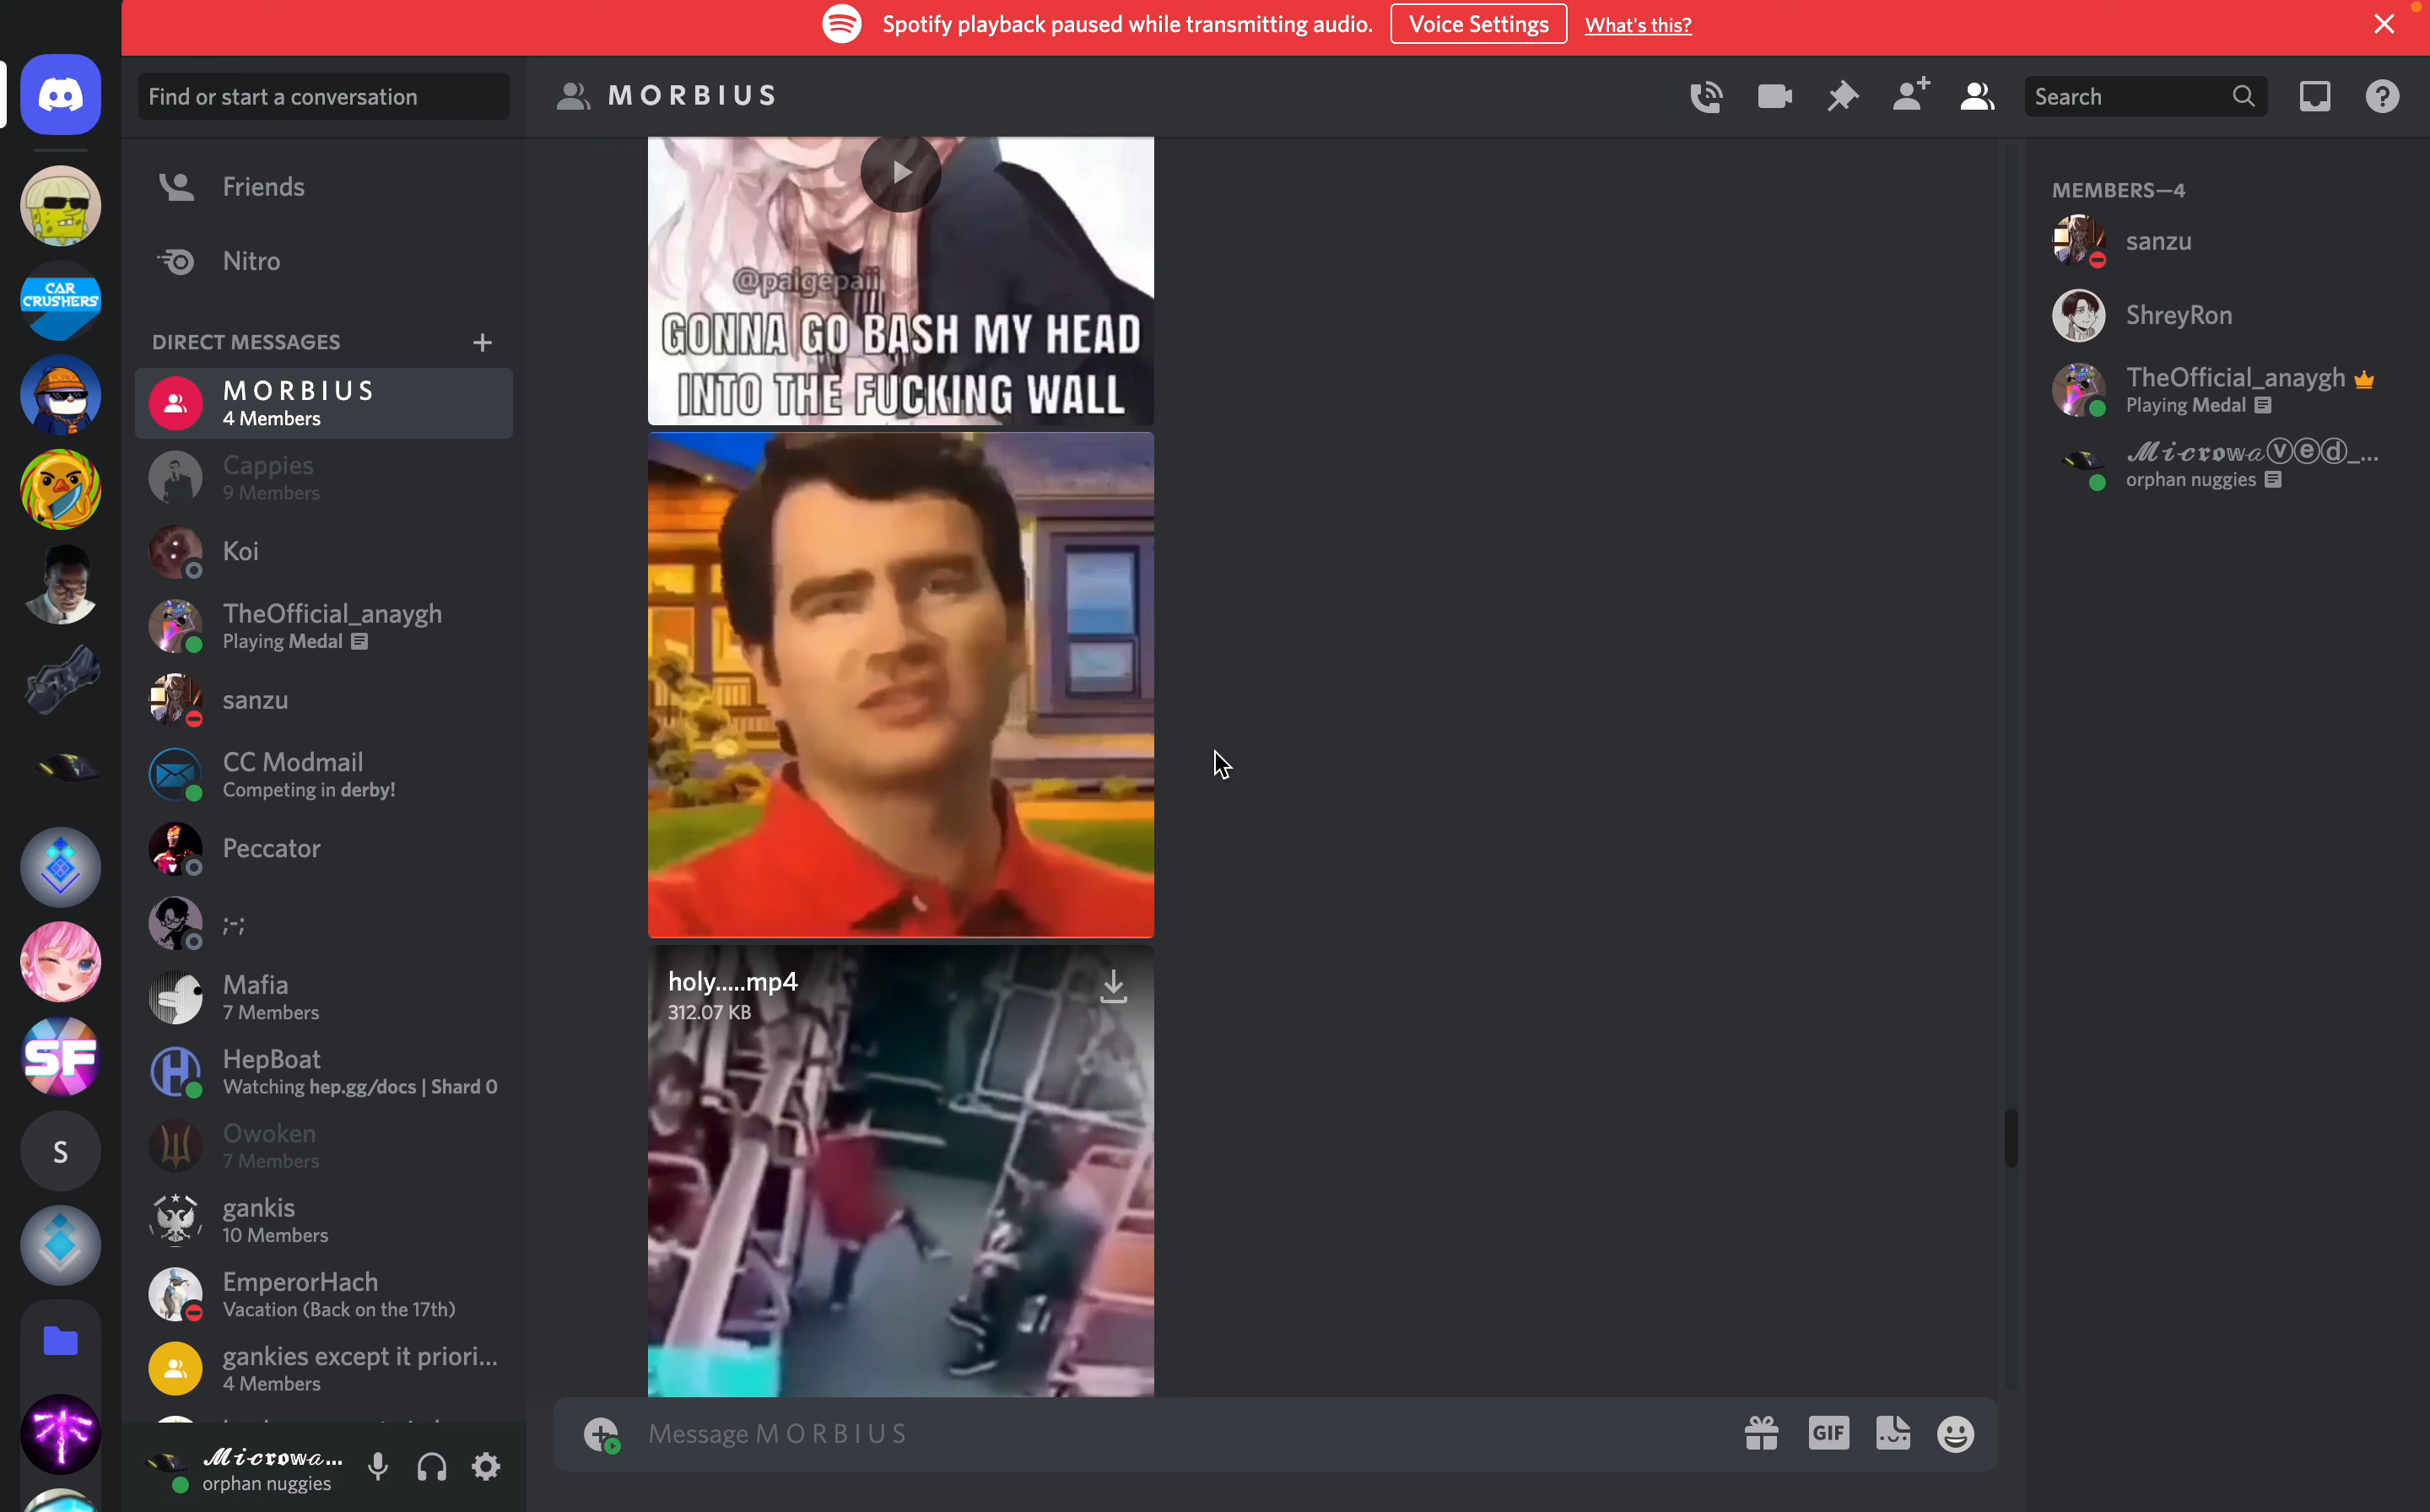 Spotify playback paused while transmitting audio.
Voice Settings
What's this?
Find or start a conversation
M O R B I U S
Search
Friends
Nitro
DIRECT MESSAGES
M O R B I U S
4 Members
Cappies
9 Members
Koi
TheOfficial_anaygh
Playing Medal
sanzu
CC Modmail
Competing in derby!
Peccator
;-;
Mafia
7 Members
HepBoat
Watching hep.gg/docs | Shard 0
Owoken
7 Members
gankis
10 Members
EmperorHach
Vacation (Back on the 17th)
gankies except it priori...
4 Members
ℳ𝒾𝒸𝓇ℴ𝓌𝒶...
orphan nuggies
CAR
CRUSHERS
SF
S
@paigepaii
GONNA GO BASH MY HEAD
INTO THE FUCKING WALL
holy.....mp4
312.07 KB
Message M O R B I U S
GIF
MEMBERS—4
sanzu
ShreyRon
TheOfficial_anaygh
Playing Medal
ℳ𝒾𝒸𝓇ℴ𝓌𝒶ⓥⓔⓓ_...
orphan nuggies